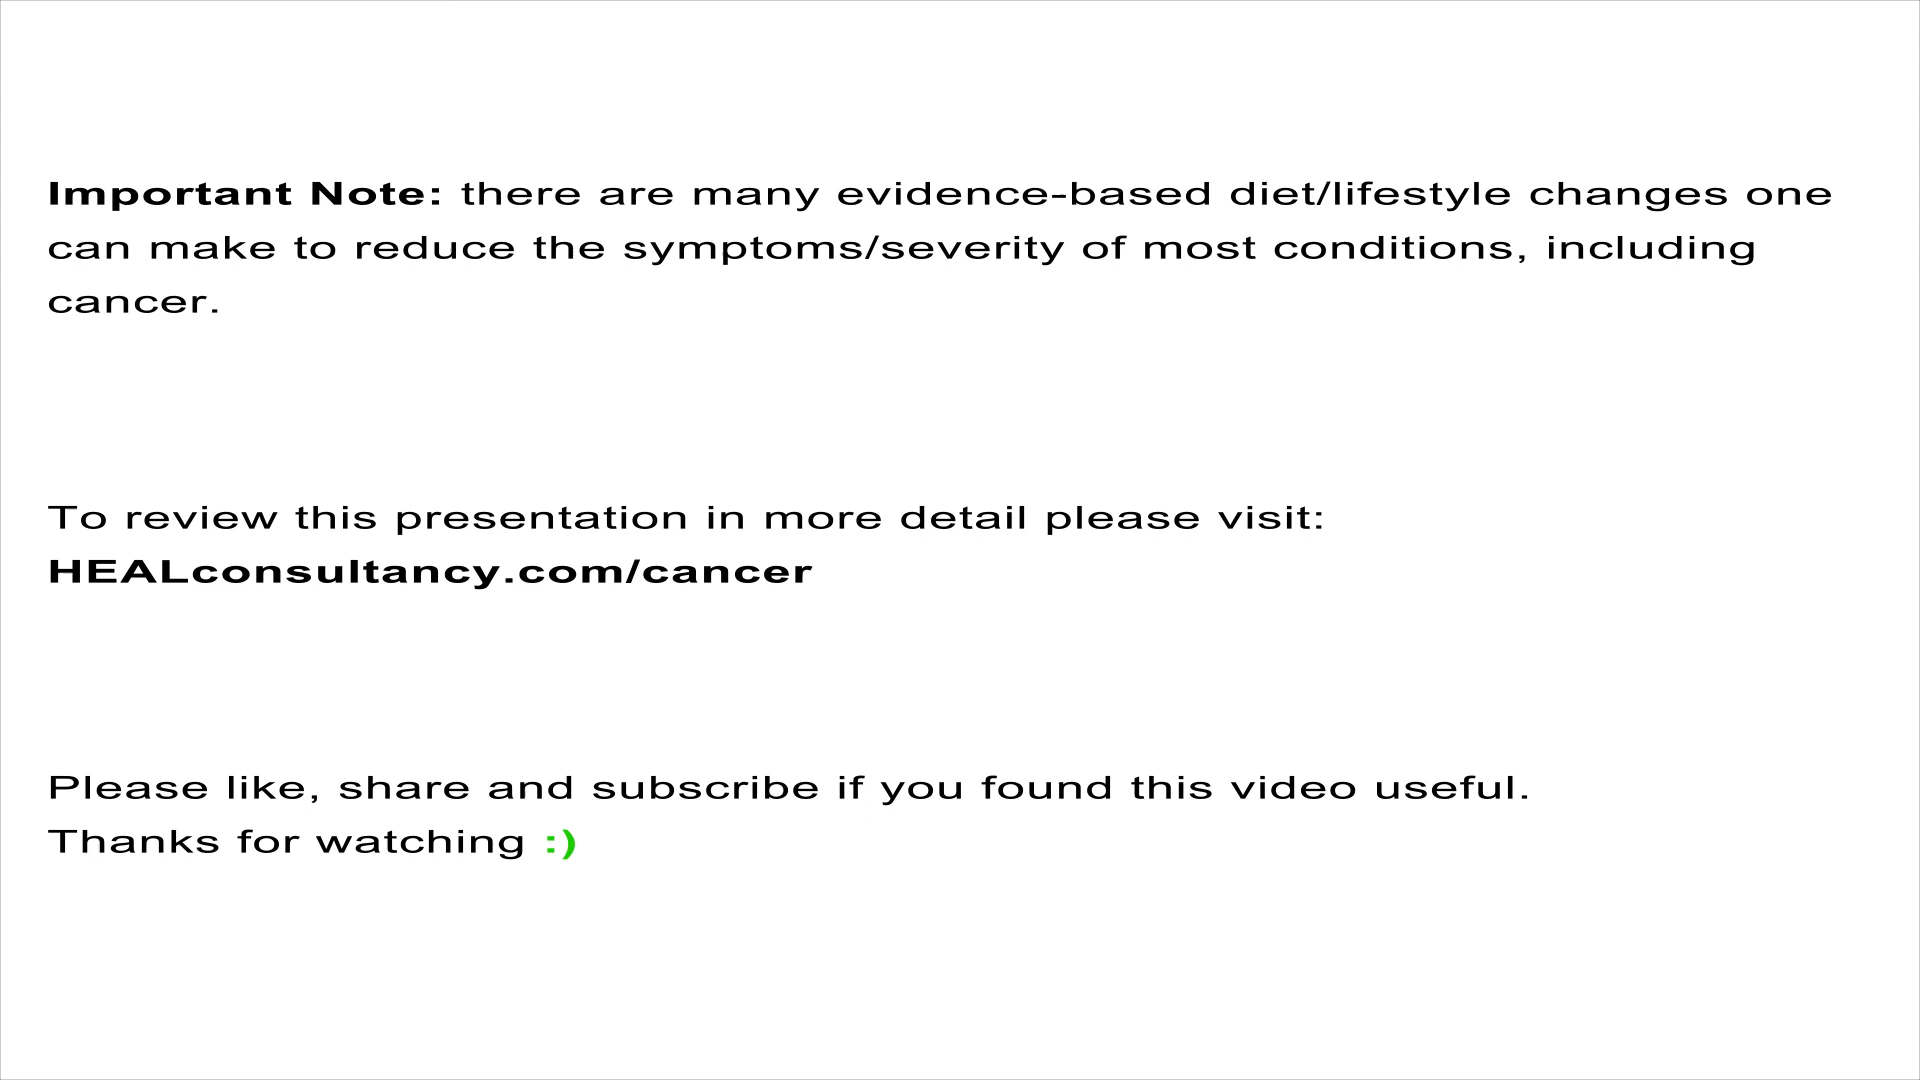 Important Note: there are many evidence-based diet/lifestyle changes one
can make to reduce the symptoms/severity of most conditions, including
cancer.
To review this presentation in more detail please visit:
HEALconsultancy.com/cancer
Please like, share and subscribe if you found this video useful.
Thanks for watching :)